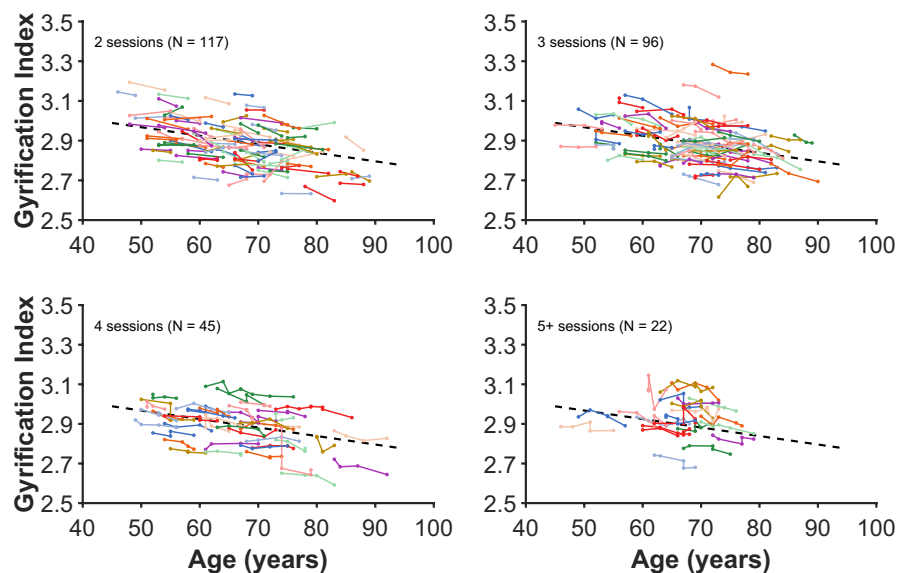 3.5
3.3
3.1
2.9
2.7
2.5
Gyrification Index
2 sessions (N = 117)
40 50 60 70 80 90 100
3.5
3.3
3.1
2.9
2.7
2.5
3 sessions (N = 96)
40 50 60 70 80 90 100
3.5
3.3
3.1
2.9
2.7
2.5
Gyrification Index
4 sessions (N = 45)
40 50 60 70 80 90 100
Age (years)
3.5
3.3
3.1
2.9
2.7
2.5
5+ sessions (N = 22)
40 50 60 70 80 90 100
Age (years)